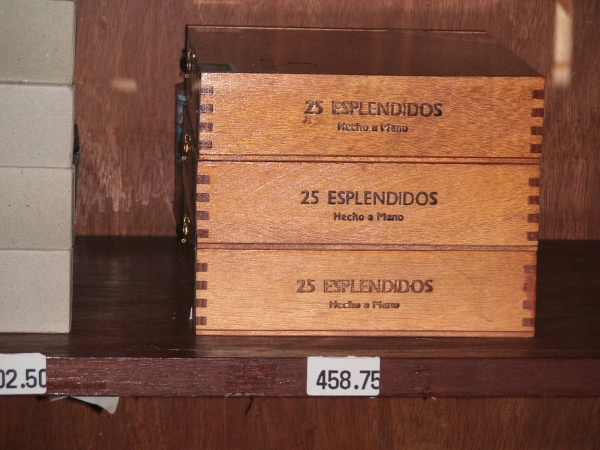 25 ESPLENDIDOS
Hecho a Mano
25 ESPLENDIDOS
Hecho a Mano
25 ESPLENDIDOS
Hecho a Mano
02.50
458.75